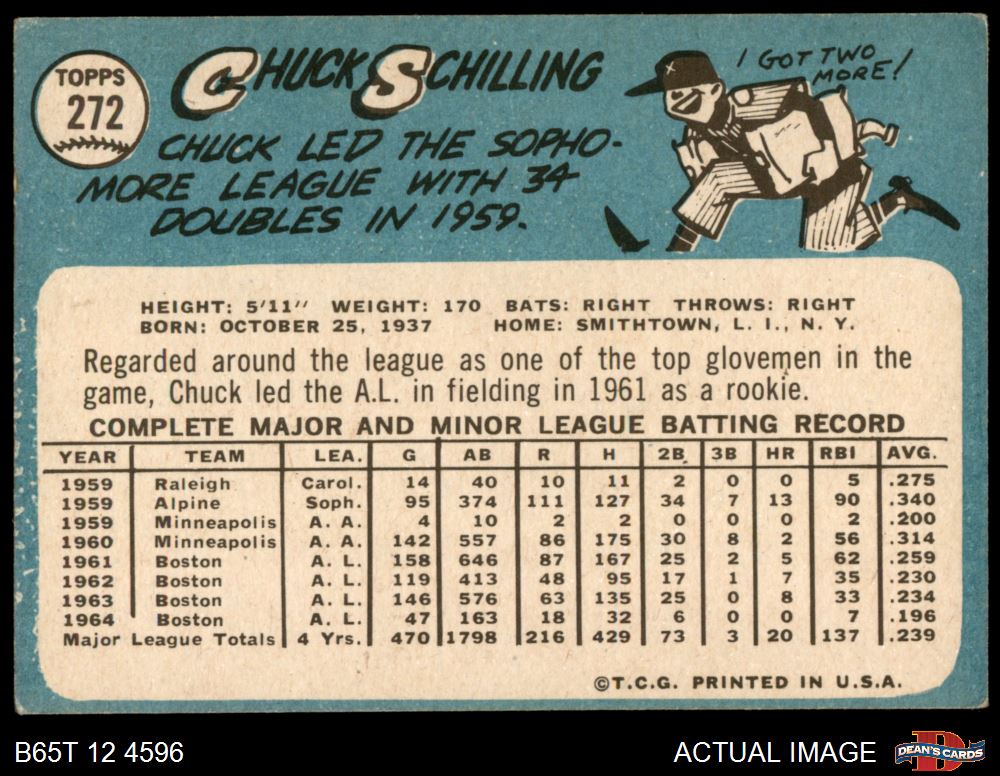 TOPPS
272
CHUCK SCHILLING
I GOT TWO
MORE!
CHUCK LED THE SOPHO-
MORE LEAGUE WITH 34
DOUBLES IN 1959.
HEIGHT: 5'11" WEIGHT: 170 BATS: RIGHT THROWS: RIGHT
BORN: OCTOBER 25, 1937 HOME: SMITHTOWN, L. I., N. Y.
Regarded around the league as one of the top glovemen in the
game, Chuck led the A.L. in fielding in 1961 as a rookie.
COMPLETE MAJOR AND MINOR LEAGUE BATTING RECORD
YEAR TEAM LEA. G AB R H 2B. 3B HR RBI AVG.
1959 Raleigh Carol. 14 40 10 11 2 0 0 5 .275
1959 Alpine Soph. 95 374 111 127 34 7 13 90 .340
1959 Minneapolis A. A. 4 10 2 2 0 0 0 2 .200
1960 Minneapolis A. A. 142 557 86 175 30 8 2 56 .314
1961 Boston A. L. 158 646 87 167 25 2 5 62 .259
1962 Boston A. L. 119 413 48 95 17 1 7 35 .230
1963 Boston A. L. 146 576 63 135 25 0 8 33 .234
1964 Boston A. L. 47 163 18 32 6 0 0 7 .196
Major League Totals 4 Yrs. 470 1798 216 429 73 3 20 137 .239
©T.C.G. PRINTED IN U.S.A.
B65T 12 4596
ACTUAL IMAGE
DEAN'S CARDS